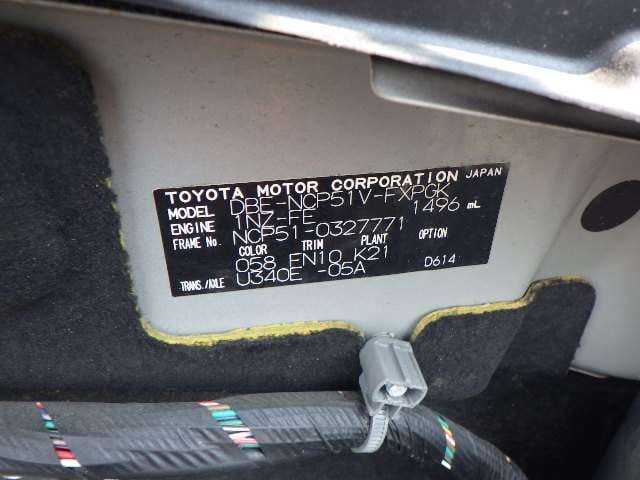 TOYOTA MOTOR CORPORATION JAPAN
MODEL DBE-NCP51V-FXPGK
ENGINE 1NZ-FE 1496 mL
FRAME No. NCP51-0327771
COLOR TRIM PLANT OPTION
058 EN10 K21
TRANS./AXLE U340E -05A D614